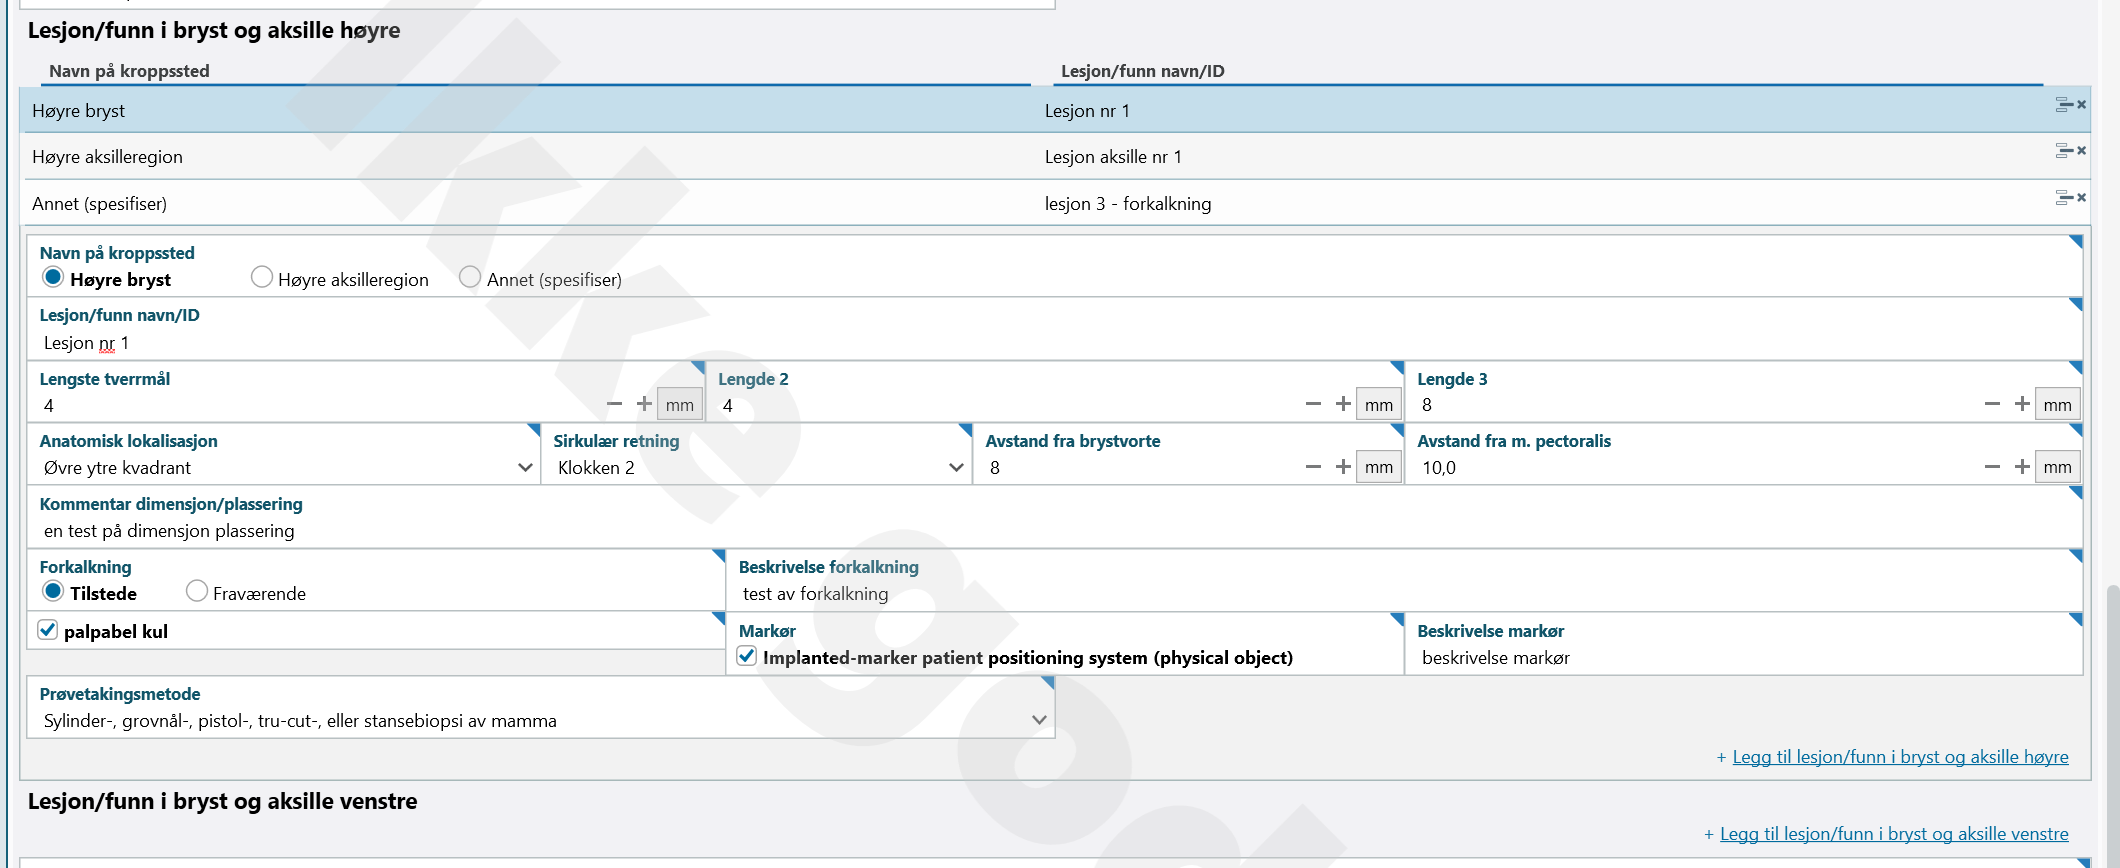 Lesjon/funn i bryst og aksille høyre
Navn på kroppssted Lesjon/funn navn/ID
Høyre bryst Lesjon nr 1
Høyre aksilleregion Lesjon aksille nr 1
Annet (spesifiser) lesjon 3 - forkalkning
Navn på kroppssted
Høyre bryst Høyre aksilleregion Annet (spesifiser)
Lesjon/funn navn/ID
Lesjon nr 1
Lengste tverrmål Lengde 2 Lengde 3
4 mm 4 mm 8 mm
Anatomisk lokalisasjon Sirkulær retning Avstand fra brystvorte Avstand fra m. pectoralis
Øvre ytre kvadrant Klokken 2 8 mm 10,0 mm
Kommentar dimensjon/plassering
en test på dimensjon plassering
Forkalkning Beskrivelse forkalkning
Tilstede Fraværende test av forkalkning
palpabel kul Markør Beskrivelse markør
Implanted-marker patient positioning system (physical object) beskrivelse markør
Prøvetakingsmetode
Sylinder-, grovnål-, pistol-, tru-cut-, eller stansebiopsi av mamma
+ Legg til lesjon/funn i bryst og aksille høyre
Lesjon/funn i bryst og aksille venstre
+ Legg til lesjon/funn i bryst og aksille venstre
Ikke god